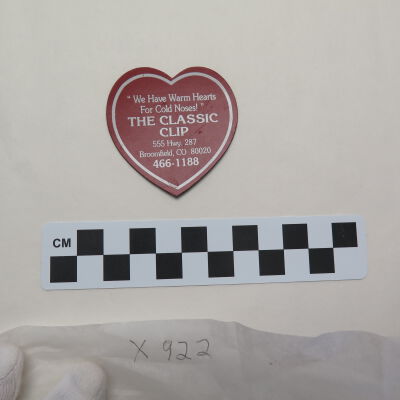 “ We Have Warm Hearts
For Cold Noses! ”
THE CLASSIC
CLIP
555 Hwy. 287
Broomfield, CO 80020
466-1188
CM
X 922